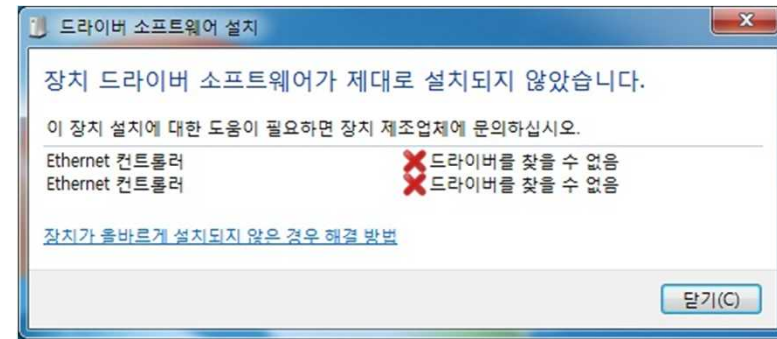 드라이버 소프트웨어 설치
장치 드라이버 소프트웨어가 제대로 설치되지 않았습니다.
이 장치 설치에 대한 도움이 필요하면 장치 제조업체에 문의하십시오.
Ethernet 컨트롤러 드라이버를 찾을 수 없음
Ethernet 컨트롤러 드라이버를 찾을 수 없음
장치가 올바르게 설치되지 않은 경우 해결 방법
닫기(C)